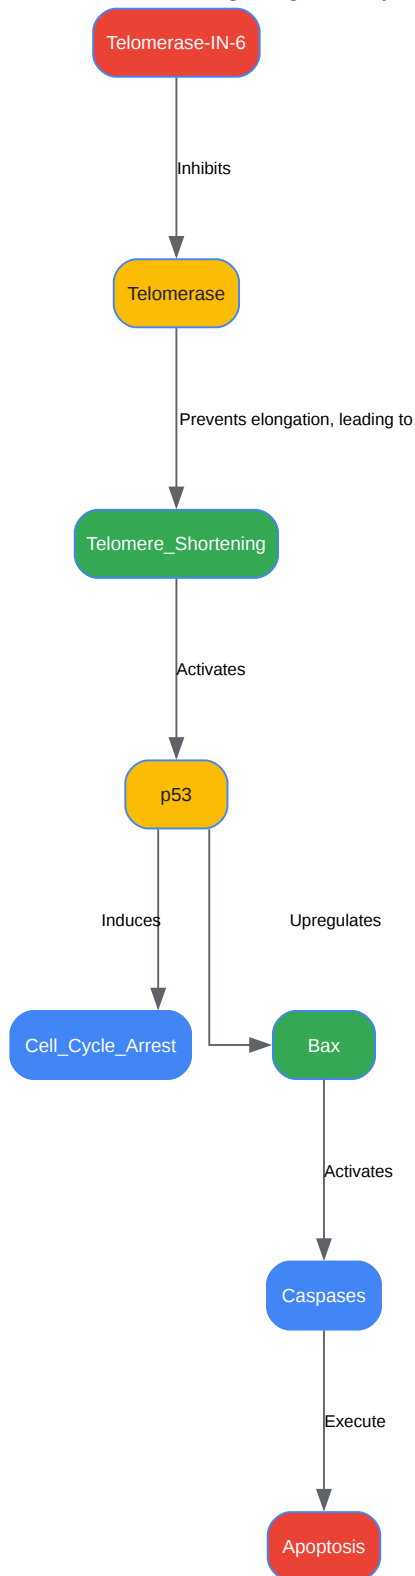 Telomerase-IN-6
Inhibits
Telomerase
Prevents elongation, leading to
Telomere_Shortening
Activates
p53
Induces
Upregulates
Cell_Cycle_Arrest
Bax
Activates
Caspases
Execute
Apoptosis